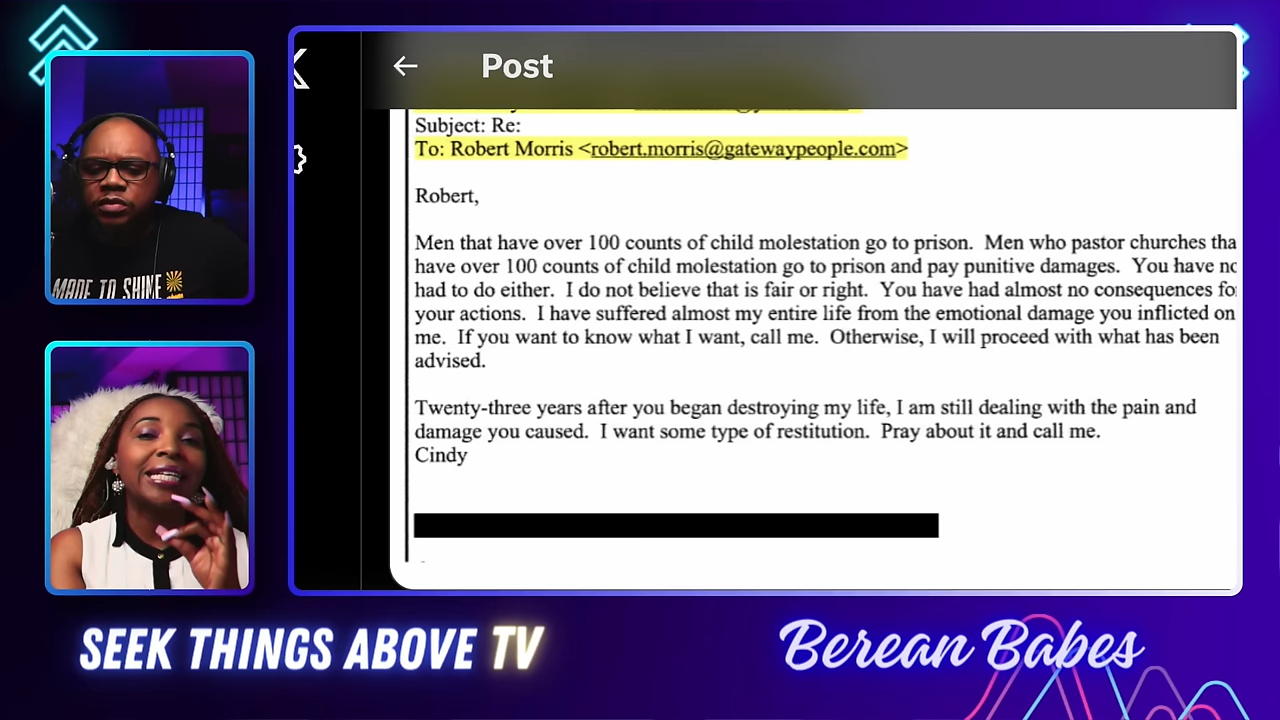 Post
Subject: Re:
To: Robert Morris <robert.morris@gatewaypeople.com>
Robert,
Men that have over 100 counts of child molestation go to prison. Men who pastor churches tha
have over 100 counts of child molestation go to prison and pay punitive damages. You have no
had to do either. I do not believe that is fair or right. You have had almost no consequences fo
your actions. I have suffered almost my entire life from the emotional damage you inflicted on
me. If you want to know what I want, call me. Otherwise, I will proceed with what has been
advised.
Twenty-three years after you began destroying my life, I am still dealing with the pain and
damage you caused. I want some type of restitution. Pray about it and call me.
Cindy
MADE TO SHINE
SEEK THINGS ABOVE TV
Berean Babes